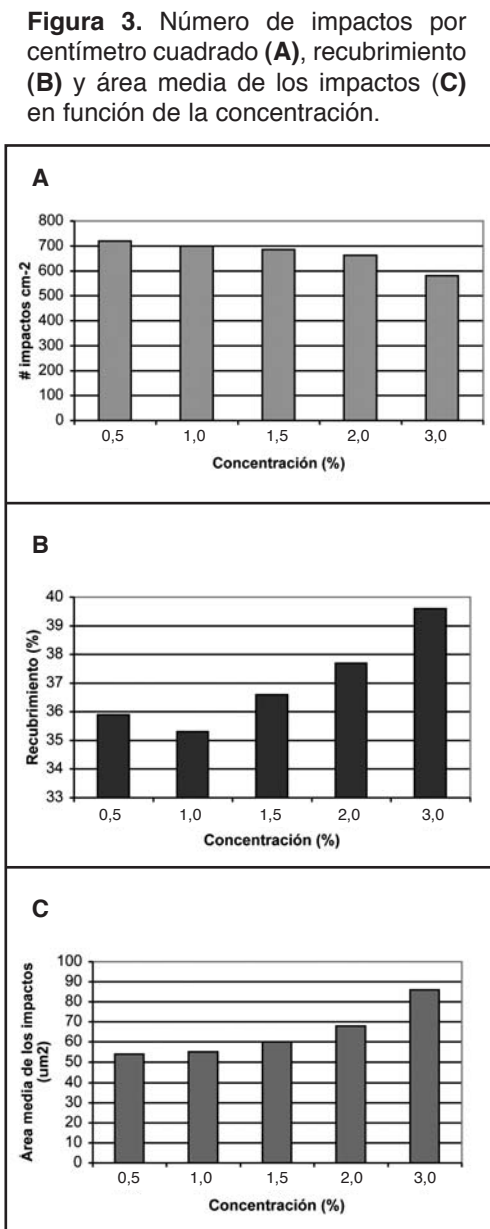 Figura 3. Número de impactos por
centímetro cuadrado (A), recubrimiento
(B) y área media de los impactos (C)
en función de la concentración.
A
# impactos cm-2
800
700
600
500
400
300
200
100
0
0,5 1,0 1,5 2,0 3,0
Concentración (%)
B
Recubrimiento (%)
40
39
38
37
36
35
34
33
0,5 1,0 1,5 2,0 3,0
Concentración (%)
C
Área media de los impactos
(um2)
100
90
80
70
60
50
40
30
20
10
0
0,5 1,0 1,5 2,0 3,0
Concentración (%)